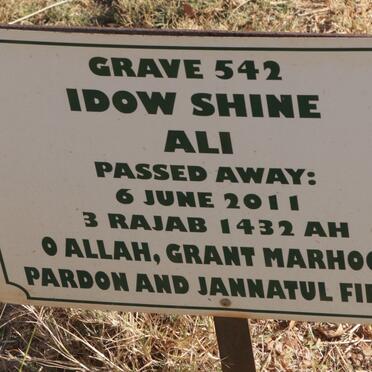 GRAVE 542
IDOW SHINE
ALI
PASSED AWAY:
6 JUNE 2011
3 RAJAB 1432 AH
O ALLAH, GRANT MARHOO
PARDON AND JANNATUL FI